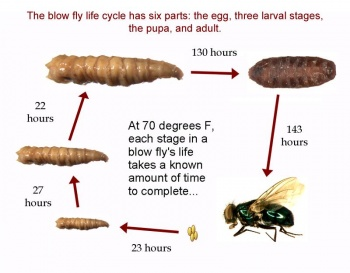 The blow fly life cycle has six parts: the egg, three larval stages,
the pupa, and adult.
130 hours
22
hours
At 70 degrees F,
each stage in a
blow fly's life
takes a known
amount of time
to complete...
143
hours
27
hours
23 hours